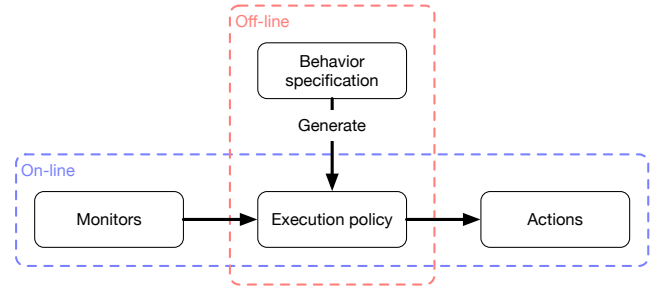 Off-line
Behavior
specification
Generate
On-line
Monitors
Execution policy
Actions